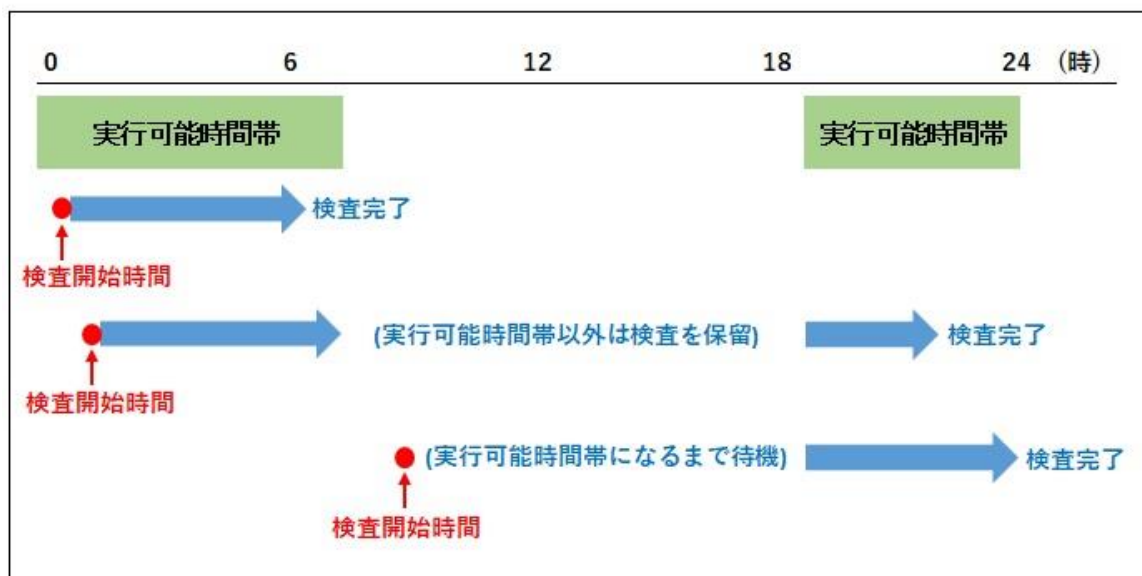 0 6 12 18 24 (時)
実行可能時間帯 実行可能時間帯
検査完了
検査開始時間
(実行可能時間帯以外は検査を保留) 検査完了
検査開始時間
(実行可能時間帯になるまで待機) 検査完了
検査開始時間